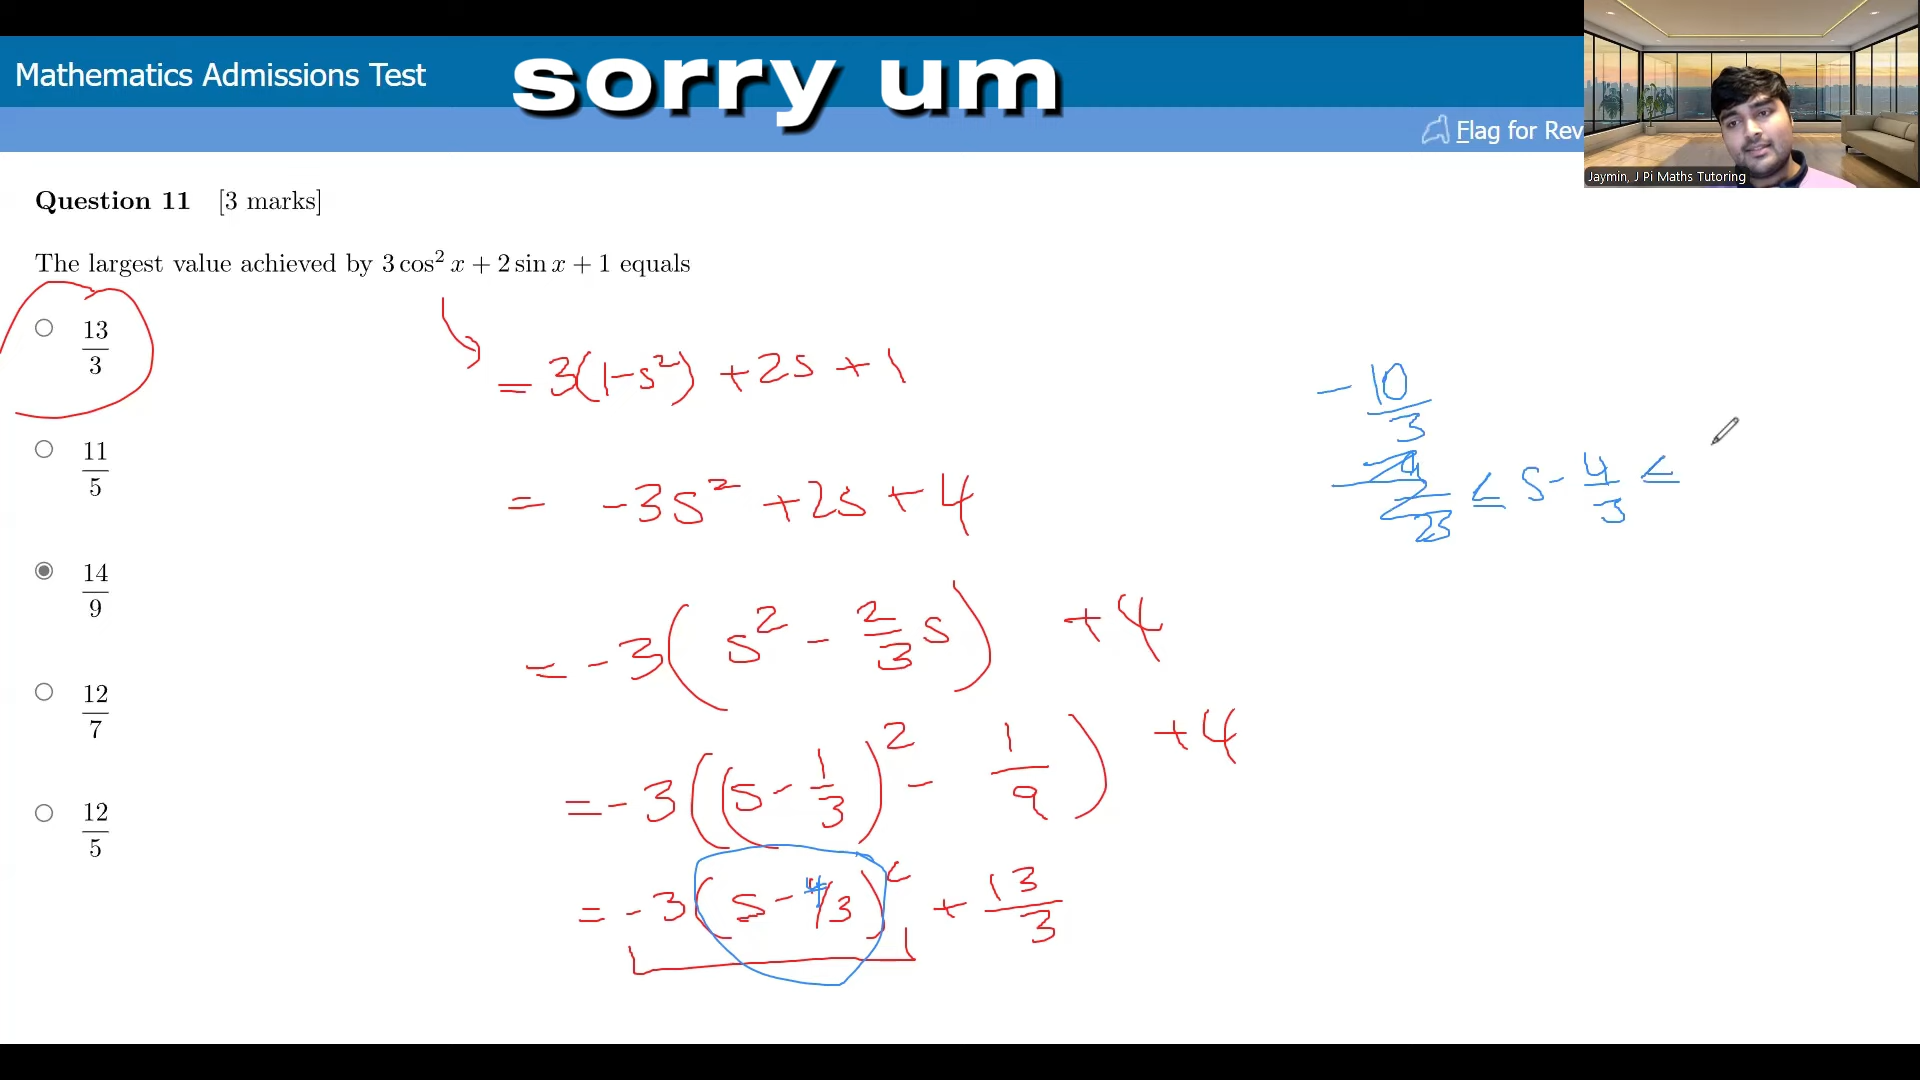 Mathematics Admissions Test
sorry um
Flag for Rev
Jaymin, J Pi Maths Tutoring
Question 11 [3 marks]
The largest value achieved by 3 cos² x + 2 sin x + 1 equals
13/3
11/5
14/9
12/7
12/5
= 3(1-s²) + 2s + 1
= -3s² + 2s + 4
= -3(s² - 2/3 s) + 4
= -3((s - 1/3)² - 1/9) + 4
= -3(s - 4/3)² + 13/3
- 10/3
≤ s - 4/3 ≤